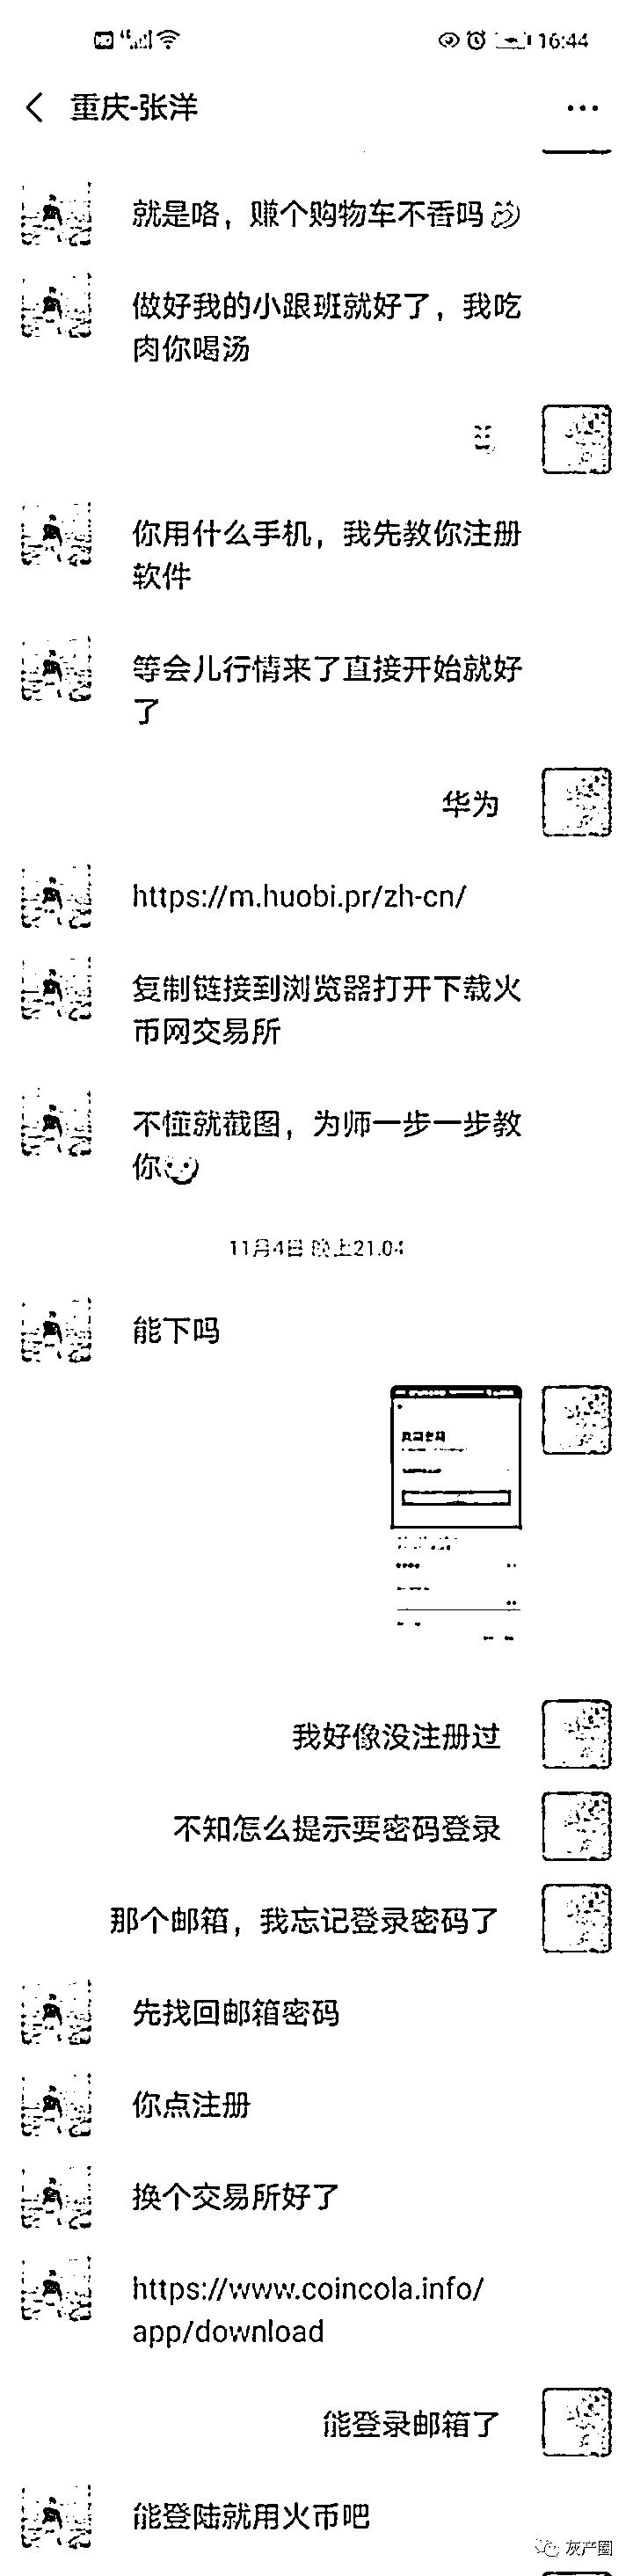 16:44
重庆-张洋
就是咯，赚个购物车不香吗
做好我的小跟班就好了，我吃
肉你喝汤
你用什么手机，我先教你注册
软件
等会儿行情来了直接开始就好
了
华为
https://m.huobi.pr/zh-cn/
复制链接到浏览器打开下载火
币网交易所
不懂就截图，为师一步一步教
你
11月4日 晚上21:04
能下吗
我好像没注册过
不知怎么提示要密码登录
那个邮箱，我忘记登录密码了
先找回邮箱密码
你点注册
换个交易所好了
https://www.coincola.info/
app/download
能登录邮箱了
能登陆就用火币吧
灰产圈